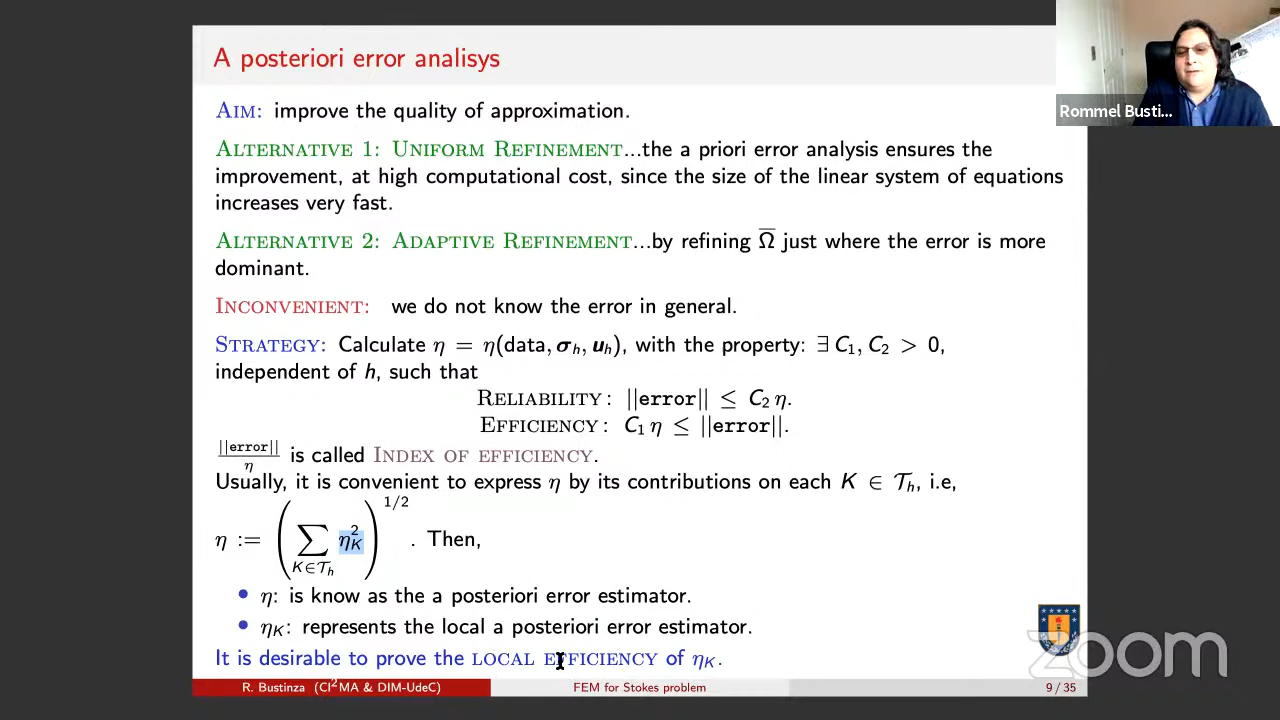 A posteriori error analisys
AIM: improve the quality of approximation.
ALTERNATIVE 1: UNIFORM REFINEMENT...the a priori error analysis ensures the
improvement, at high computational cost, since the size of the linear system of equations
increases very fast.
ALTERNATIVE 2: ADAPTIVE REFINEMENT...by refining Ω̅ just where the error is more
dominant.
INCONVENIENT: we do not know the error in general.
STRATEGY: Calculate η = η(data, σ_h, u_h), with the property: ∃ C₁, C₂ > 0,
independent of h, such that
RELIABILITY: ||error|| ≤ C₂ η.
EFFICIENCY: C₁ η ≤ ||error||.
||error||/η is called INDEX OF EFFICIENCY.
Usually, it is convenient to express η by its contributions on each K ∈ T_h, i.e,
η := (∑_{K∈T_h} η_K^2)^{1/2}. Then,
• η: is know as the a posteriori error estimator.
• η_K: represents the local a posteriori error estimator.
It is desirable to prove the LOCAL EFFICIENCY of η_K.
R. Bustinza (CI²MA & DIM-UdeC) FEM for Stokes problem 9 / 35
Rommel Busti...
zoom